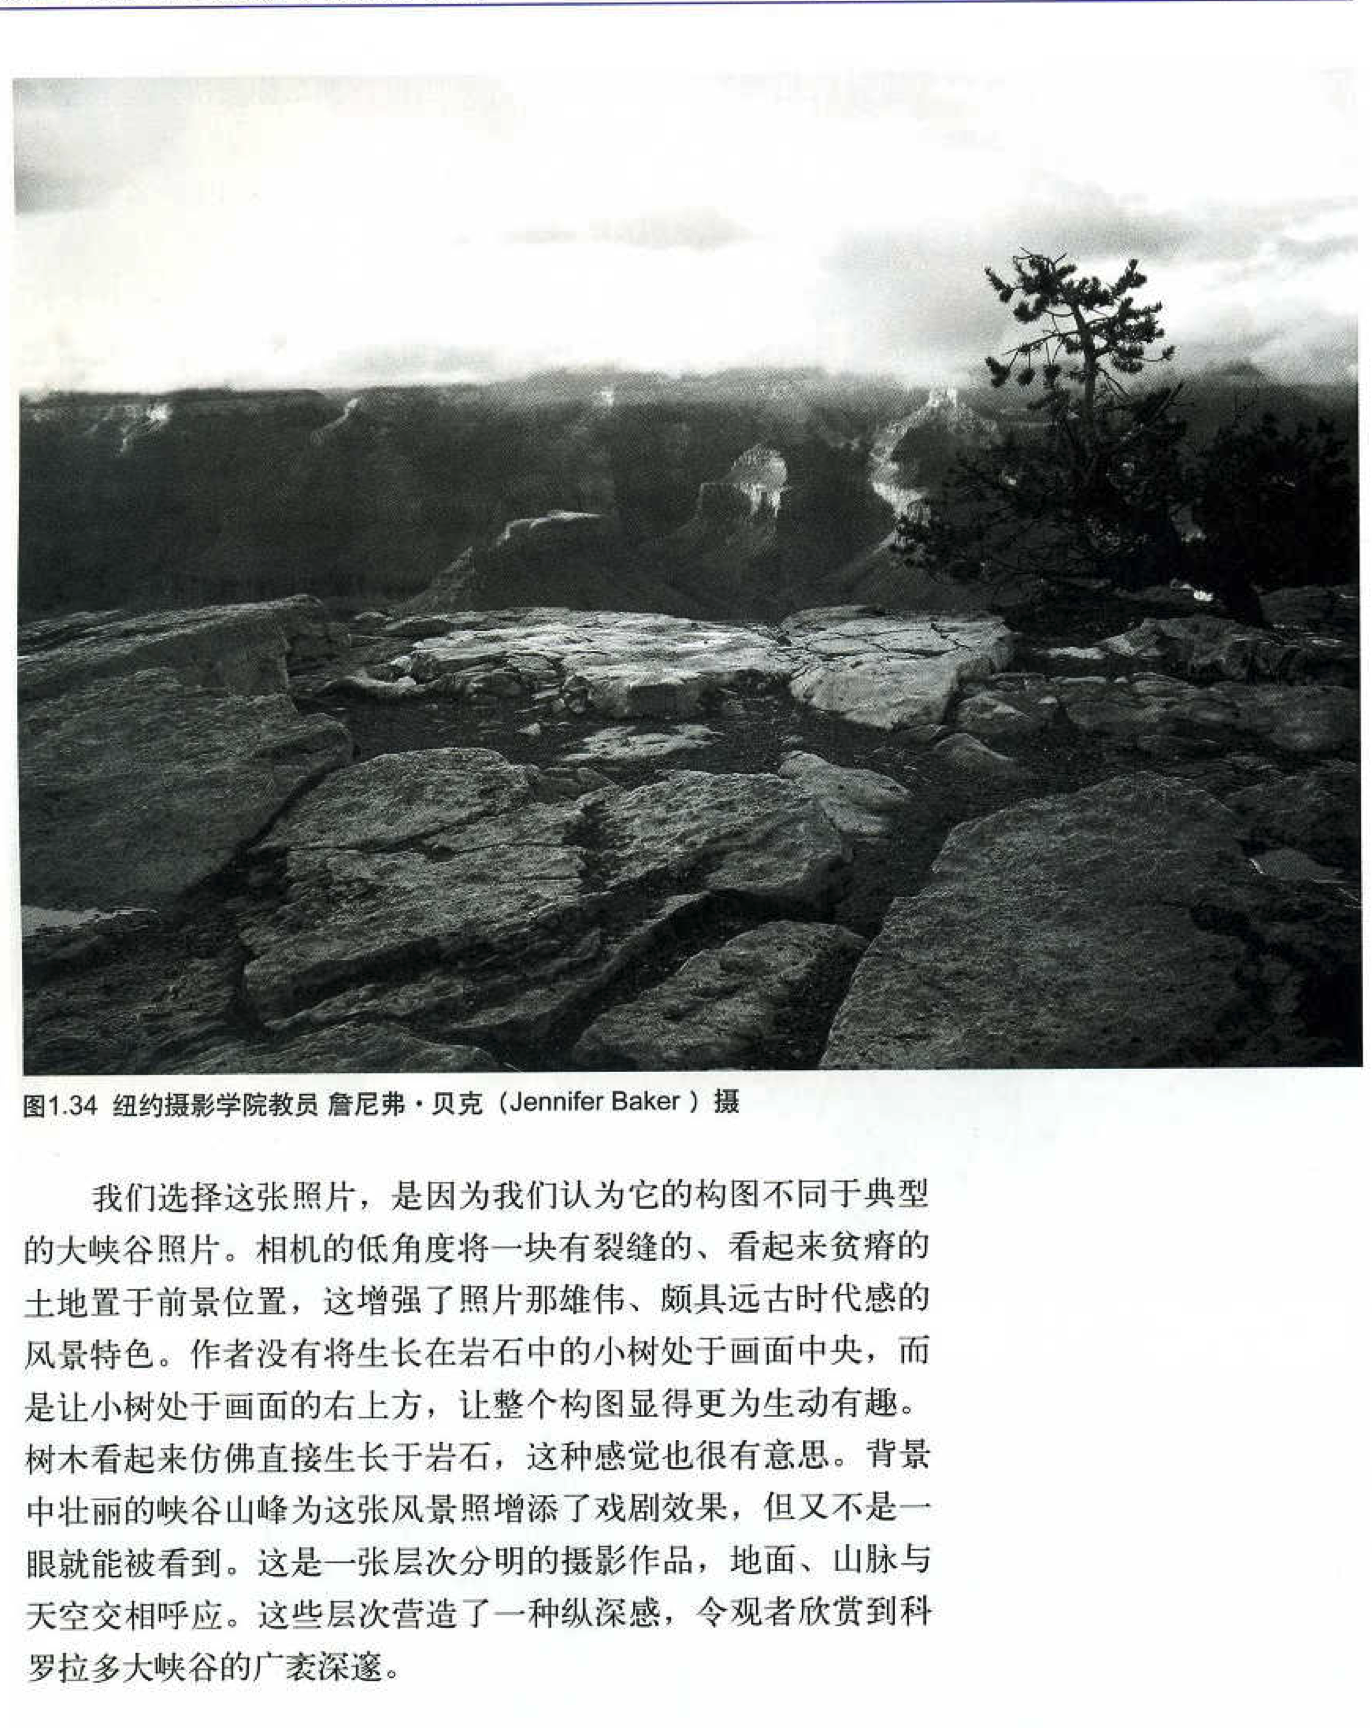 图1.34 纽约摄影学院教员 詹尼弗·贝克（Jennifer Baker ）摄
我们选择这张照片，是因为我们认为它的构图不同于典型
的大峡谷照片。相机的低角度将一块有裂缝的、看起来贫瘠的
土地置于前景位置，这增强了照片那雄伟、颇具远古时代感的
风景特色。作者没有将生长在岩石中的小树处于画面中央，而
是让小树处于画面的右上方，让整个构图显得更为生动有趣。
树木看起来仿佛直接生长于岩石，这种感觉也很有意思。背景
中壮丽的峡谷山峰为这张风景照增添了戏剧效果，但又不是一
眼就能被看到。这是一张层次分明的摄影作品，地面、山脉与
天空交相呼应。这些层次营造了一种纵深感，令观者欣赏到科
罗拉多大峡谷的广袤深邃。